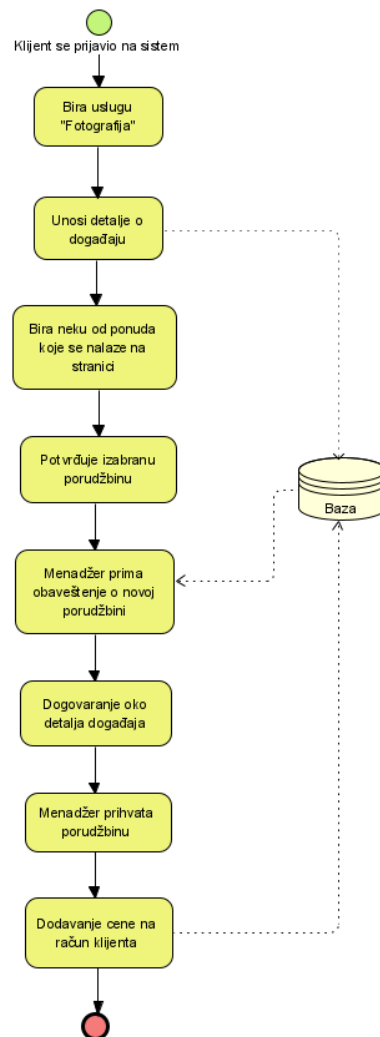 Klijent se prijavio na sistem
Bira uslugu
"Fotografija"
Unosi detalje o
događaju
Bira neku od ponuda
koje se nalaze na
stranici
Potvrđuje izabranu
porudžbinu
Baza
Menadžer prima
obaveštenje o novoj
porudžbini
Dogovaranje oko
detalja događaja
Menadžer prihvata
porudžbinu
Dodavanje cene na
račun klijenta